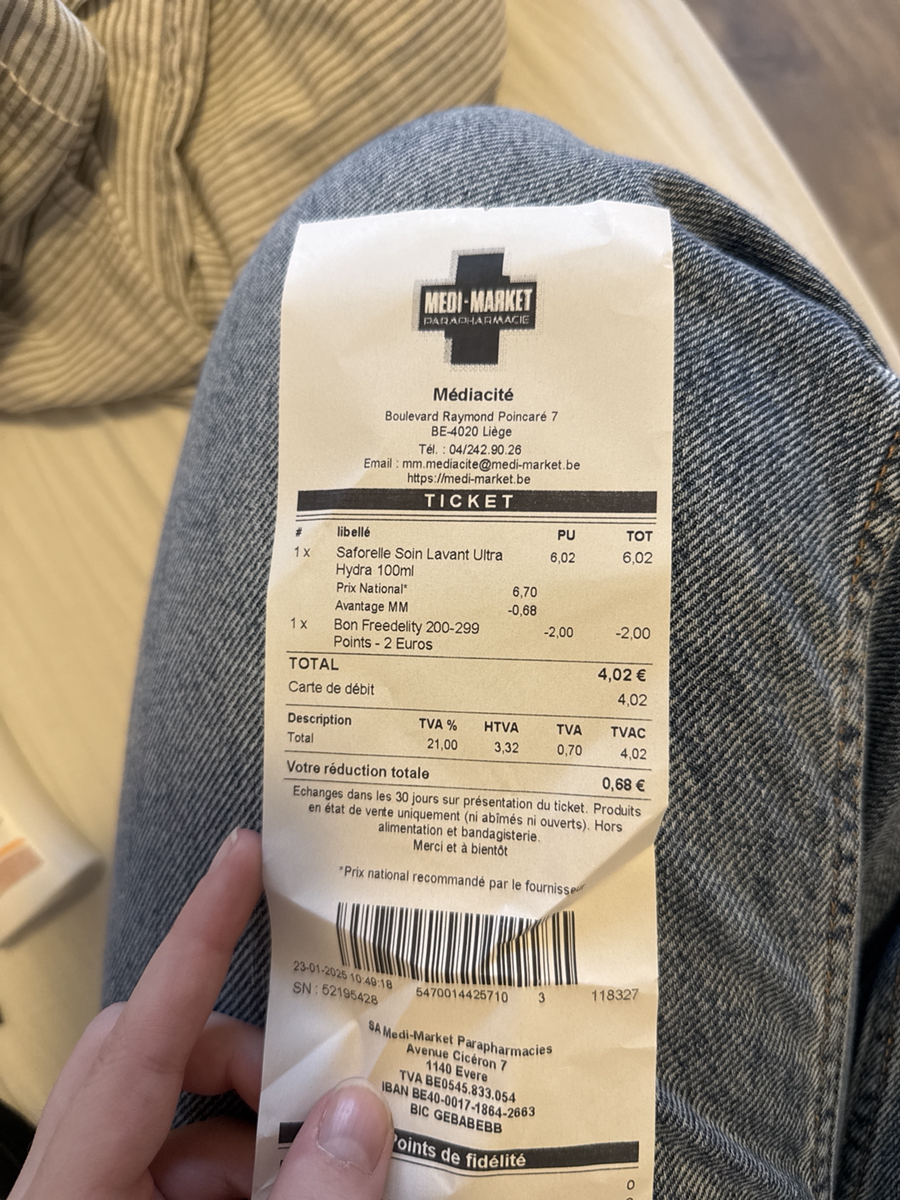 MEDI-MARKET
PARAPHARMACIE
Médiacité
Boulevard Raymond Poincaré 7
BE-4020 Liège
Tél. : 04/242.90.26
Email : mm.mediacite@medi-market.be
https://medi-market.be
TICKET
# libellé PU TOT
1 x Saforelle Soin Lavant Ultra 6,02 6,02
Hydra 100ml
Prix National* 6,70
Avantage MM -0,68
1 x Bon Freedelity 200-299 -2,00 -2,00
Points - 2 Euros
TOTAL 4,02 €
Carte de débit 4,02
Description TVA % HTVA TVA TVAC
Total 21,00 3,32 0,70 4,02
Votre réduction totale 0,68 €
Echanges dans les 30 jours sur présentation du ticket. Produits
en état de vente uniquement (ni abîmés ni ouverts). Hors
alimentation et bandagisterie.
Merci et à bientôt
*Prix national recommandé par le fournisseur
23-01-2025 10:49:18
SN : 52195428 5470014425710 3 118327
SA Medi-Market Parapharmacies
Avenue Cicéron 7
1140 Evere
TVA BE0545.833.054
IBAN BE40-0017-1864-2663
BIC GEBABEBB
Points de fidélité
0